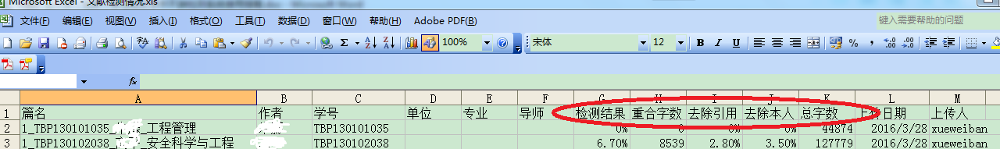 Microsoft Excel - 文献检测情况.xls
文件(F) 编辑(E) 视图(V) 插入(I) 格式(O) 工具(T) 数据(D) 窗口(W) 帮助(H) Adobe PDF(B) 键入需要帮助的问题
100% 宋体 12 B I U
fx
A B C D E F G H I J K L M
1 篇名 作者 学号 单位 专业 导师 检测结果 重合字数 去除引用 去除本人 总字数 上传日期 上传人
2 1_TBP130101035_ _工程管理 TBP130101035 0% 0 0% 0% 44874 2016/3/28 xueweiban
3 1_TBP130102038_ _安全科学与工程 TBP130102038 6.70% 8539 2.80% 3.50% 127779 2016/3/28 xueweiban